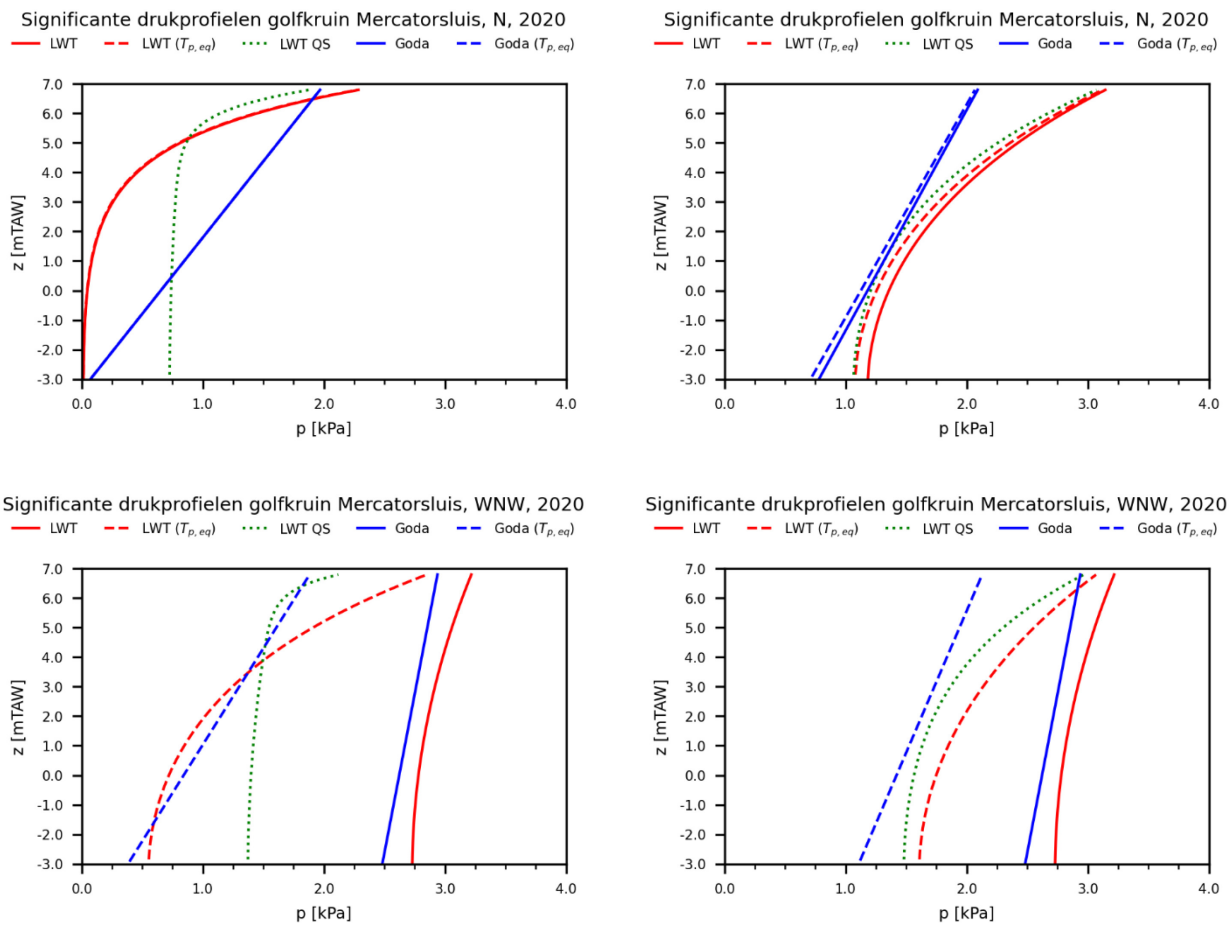 Significante drukprofielen golfkruin Mercatorsluis, N, 2020
LWT LWT (Tp, eq) LWT QS Goda Goda (Tp, eq)
7.0
6.0
5.0
4.0
3.0
2.0
1.0
0.0
-1.0
-2.0
-3.0
z [mTAW]
0.0 1.0 2.0 3.0 4.0
p [kPa]
Significante drukprofielen golfkruin Mercatorsluis, N, 2020
LWT LWT (Tp, eq) LWT QS Goda Goda (Tp, eq)
7.0
6.0
5.0
4.0
3.0
2.0
1.0
0.0
-1.0
-2.0
-3.0
z [mTAW]
0.0 1.0 2.0 3.0 4.0
p [kPa]
Significante drukprofielen golfkruin Mercatorsluis, WNW, 2020
LWT LWT (Tp, eq) LWT QS Goda Goda (Tp, eq)
7.0
6.0
5.0
4.0
3.0
2.0
1.0
0.0
-1.0
-2.0
-3.0
z [mTAW]
0.0 1.0 2.0 3.0 4.0
p [kPa]
Significante drukprofielen golfkruin Mercatorsluis, WNW, 2020
LWT LWT (Tp, eq) LWT QS Goda Goda (Tp, eq)
7.0
6.0
5.0
4.0
3.0
2.0
1.0
0.0
-1.0
-2.0
-3.0
z [mTAW]
0.0 1.0 2.0 3.0 4.0
p [kPa]